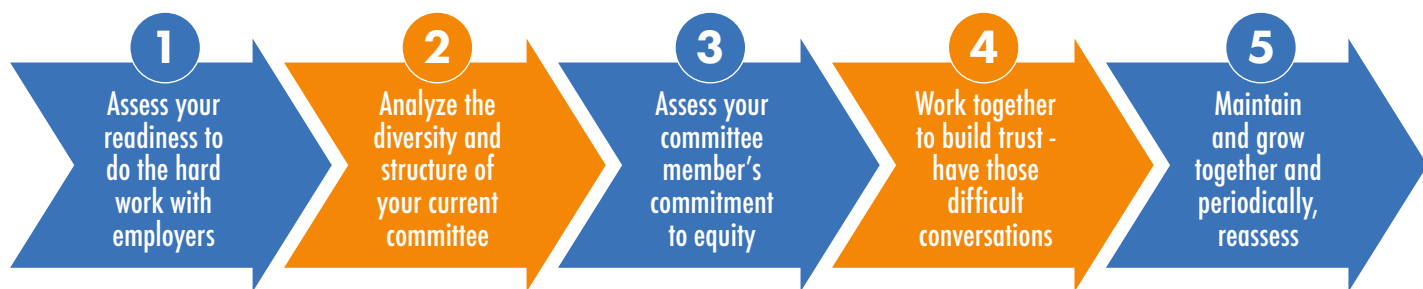 1
Assess your
readiness to
do the hard
work with
employers
2
Analyze the
diversity and
structure of
your current
committee
3
Assess your
committee
member's
commitment
to equity
4
Work together
to build trust -
have those
difficult
conversations
5
Maintain
and grow
together and
periodically,
reassess